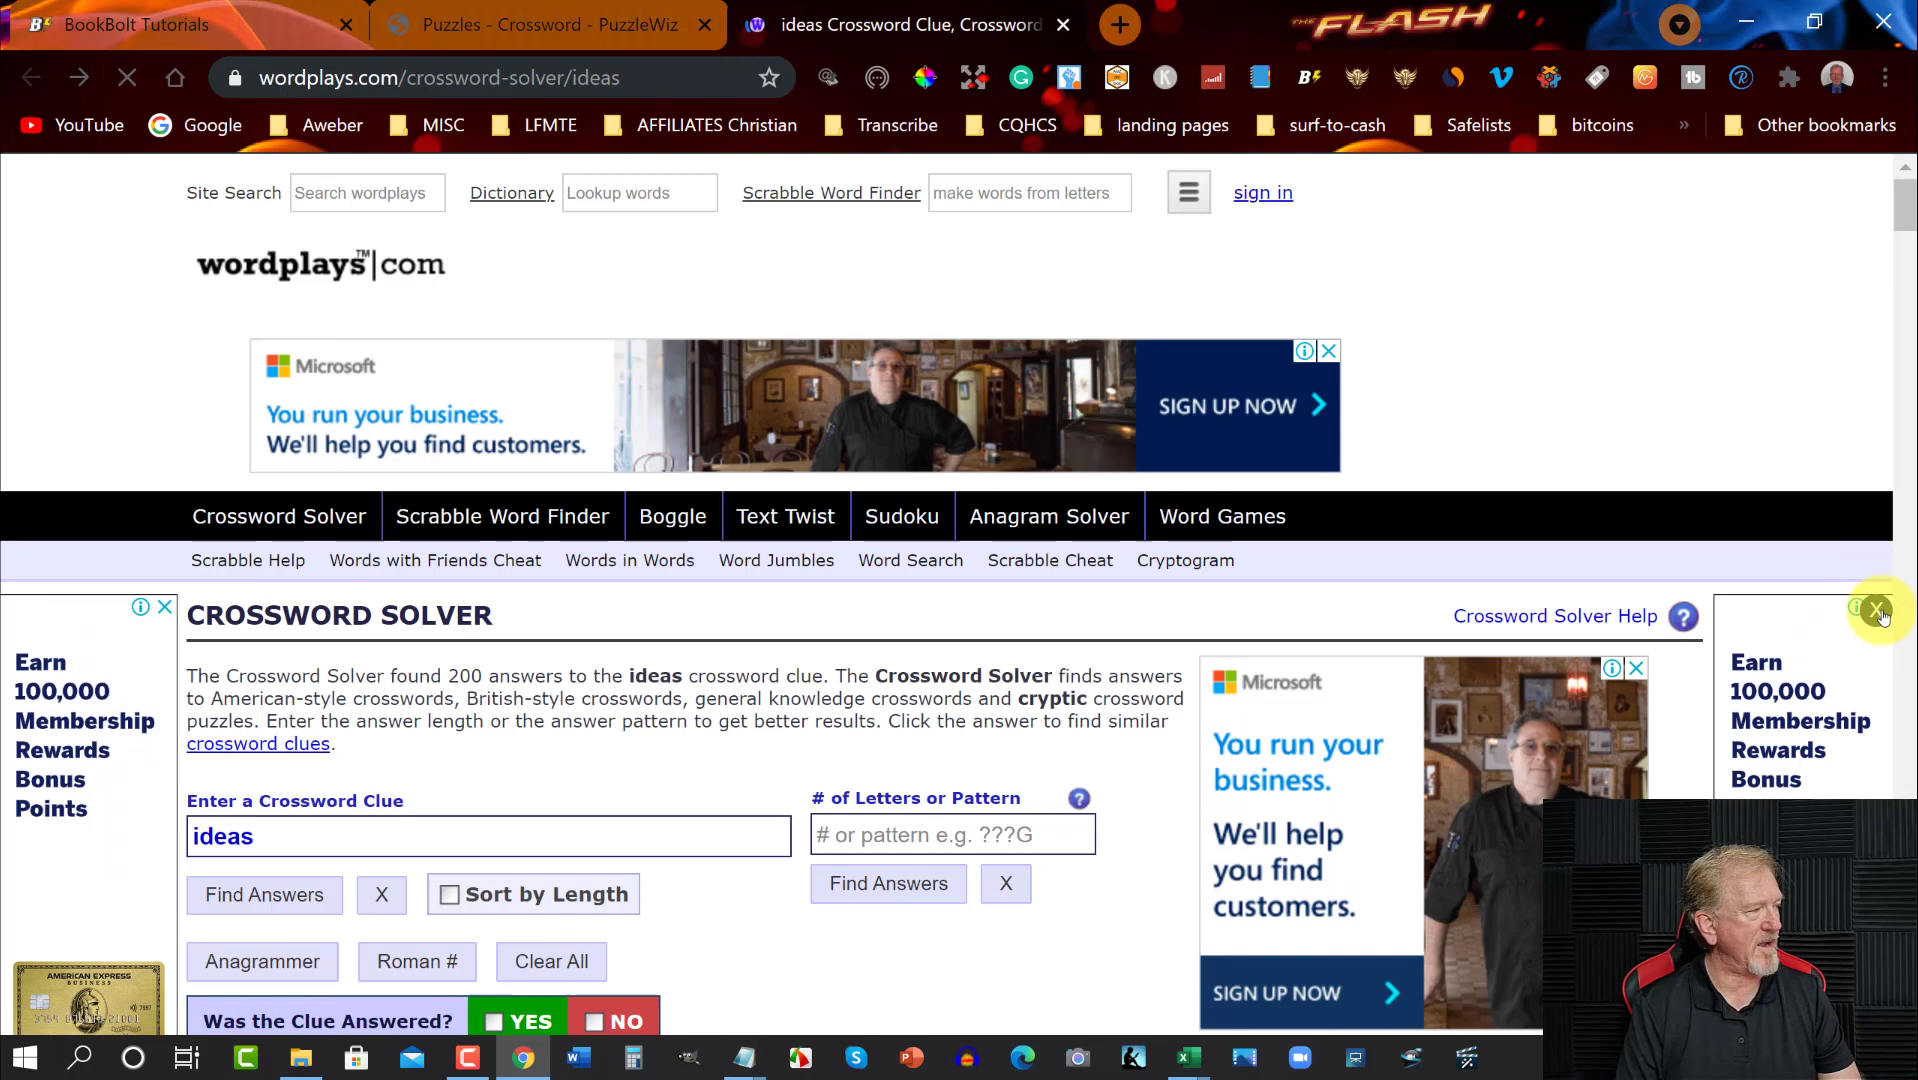 BookBolt Tutorials
Puzzles - Crossword - PuzzleWiz
ideas Crossword Clue, Crossword
THE FLASH
wordplays.com/crossword-solver/ideas
YouTube
Google
Aweber
MISC
LFMTE
AFFILIATES Christian
Transcribe
CQHCS
landing pages
surf-to-cash
Safelists
bitcoins
»
Other bookmarks
Site Search
Search wordplays
Dictionary
Lookup words
Scrabble Word Finder
make words from letters
sign in
wordplays™|com
Microsoft
You run your business.
We'll help you find customers.
SIGN UP NOW
Crossword Solver
Scrabble Word Finder
Boggle
Text Twist
Sudoku
Anagram Solver
Word Games
Scrabble Help
Words with Friends Cheat
Words in Words
Word Jumbles
Word Search
Scrabble Cheat
Cryptogram
Earn
100,000
Membership
Rewards
Bonus
Points
AMERICAN EXPRESS
BUSINESS
CROSSWORD SOLVER
Crossword Solver Help
The Crossword Solver found 200 answers to the ideas crossword clue. The Crossword Solver finds answers
to American-style crosswords, British-style crosswords, general knowledge crosswords and cryptic crossword
puzzles. Enter the answer length or the answer pattern to get better results. Click the answer to find similar
crossword clues.
Enter a Crossword Clue
ideas
# of Letters or Pattern
# or pattern e.g. ???G
Find Answers
X
Sort by Length
Find Answers
X
Anagrammer
Roman #
Clear All
Was the Clue Answered?
YES
NO
Microsoft
You run your
business.
We'll help
you find
customers.
SIGN UP NOW
Earn
100,000
Membership
Rewards
Bonus